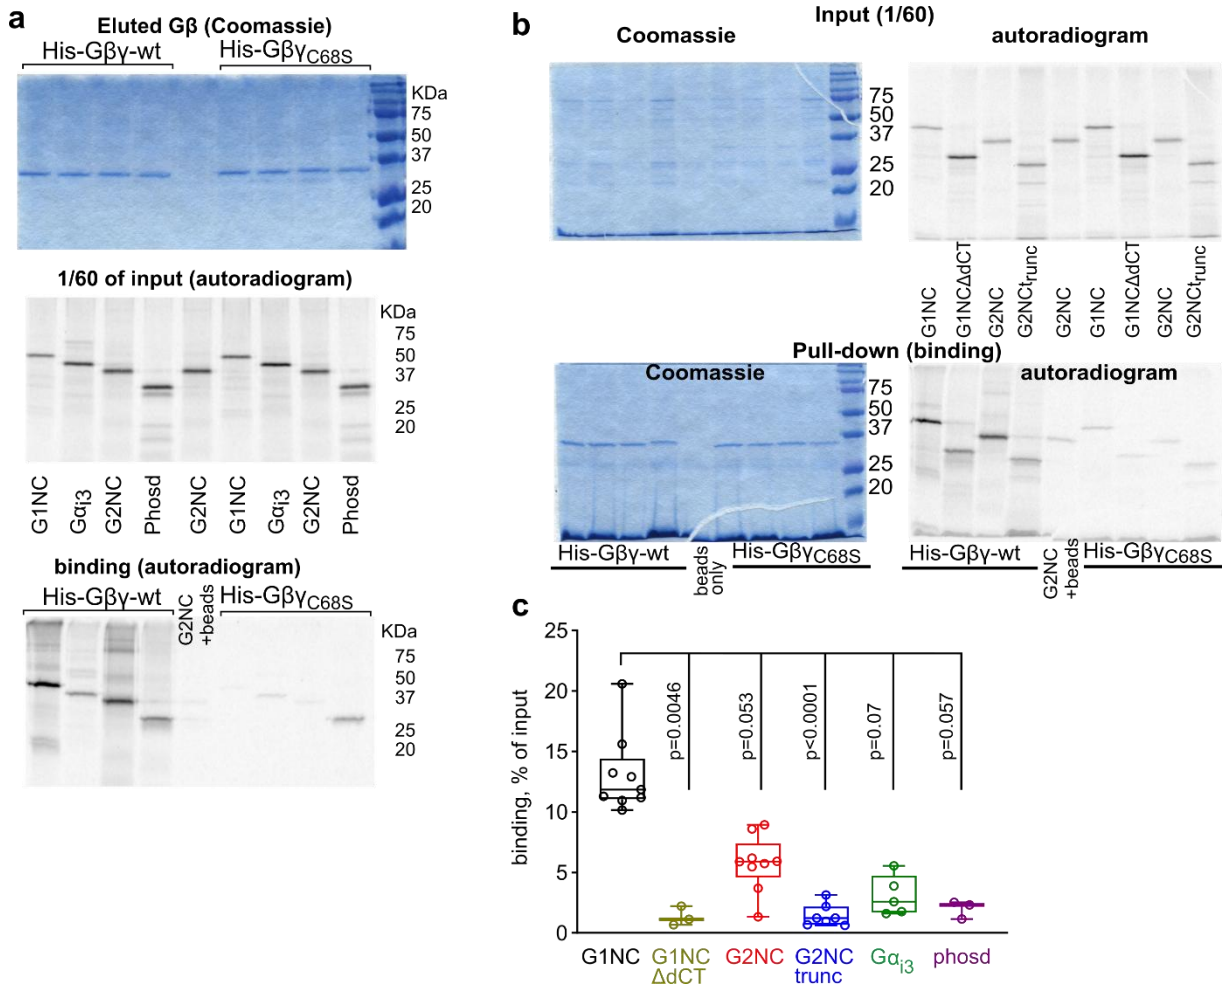 a
Eluted Gβ (Coomassie)
His-Gβγ-wt
His-GβγC68S
KDa
75
50
37
25
20
1/60 of input (autoradiogram)
KDa
75
50
37
25
20
G1NC
Gαi3
G2NC
Phosd
G2NC
G1NC
Gαi3
G2NC
Phosd
binding (autoradiogram)
His-Gβγ-wt
G2NC
+beads
His-GβγC68S
KDa
75
50
37
25
20
b
Input (1/60)
Coomassie
autoradiogram
75
50
37
25
20
G1NC
G1NCΔdCT
G2NC
G2NCtrunc
G2NC
G1NC
G1NCΔdCT
G2NC
G2NCtrunc
Pull-down (binding)
Coomassie
autoradiogram
75
50
37
25
20
His-Gβγ-wt
beads
only
His-GβγC68S
His-Gβγ-wt
G2NC
+beads
His-GβγC68S
c
binding, % of input
25
20
15
10
5
0
p=0.0046
p=0.053
p<0.0001
p=0.07
p=0.057
G1NC
G1NC
ΔdCT
G2NC
G2NC
trunc
Gαi3
phosd